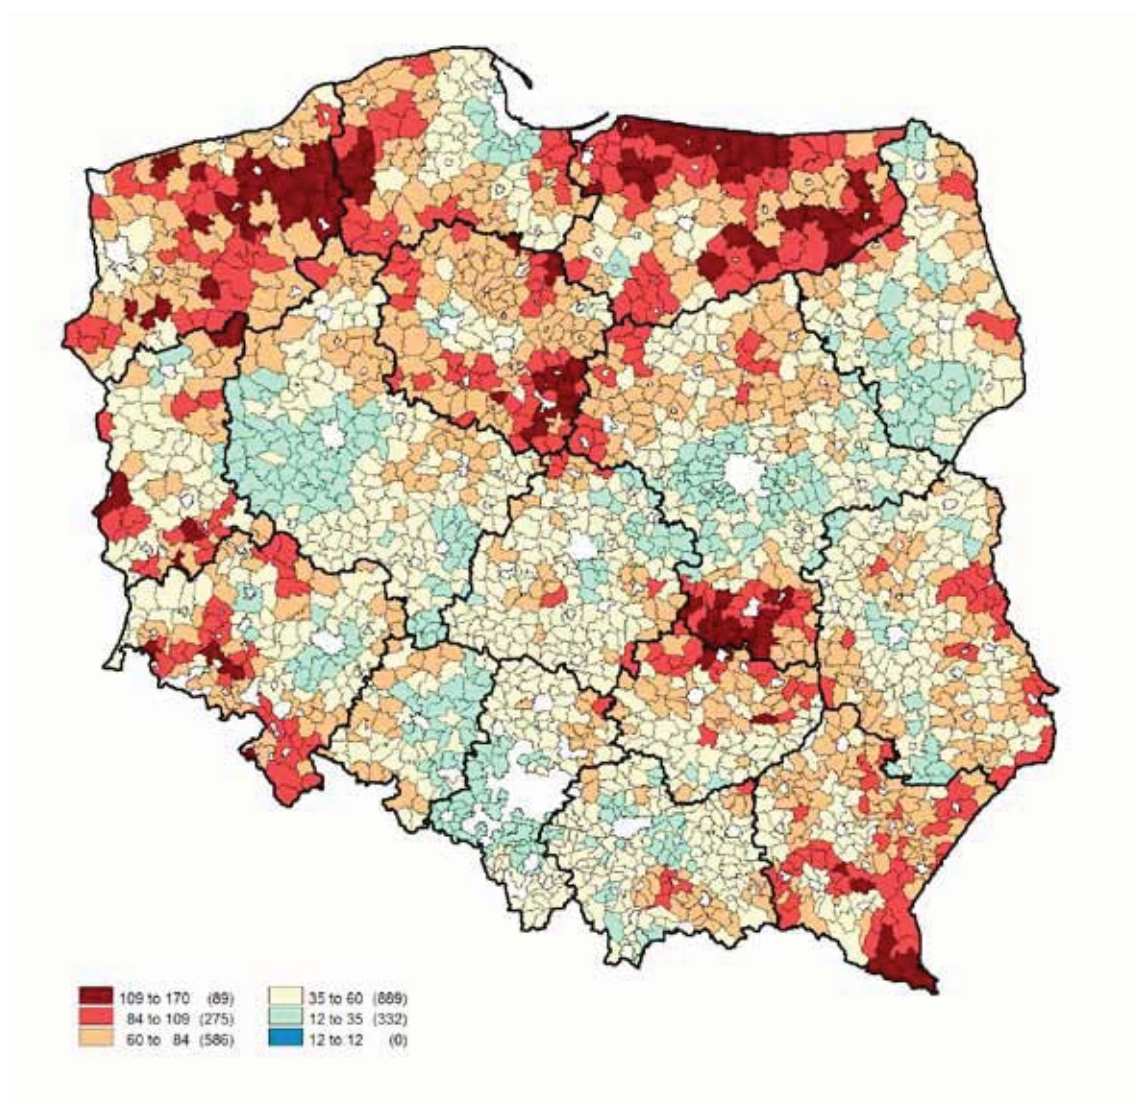 109 to 170 (89)
84 to 109 (275)
60 to 84 (586)
35 to 60 (889)
12 to 35 (332)
12 to 12 (0)